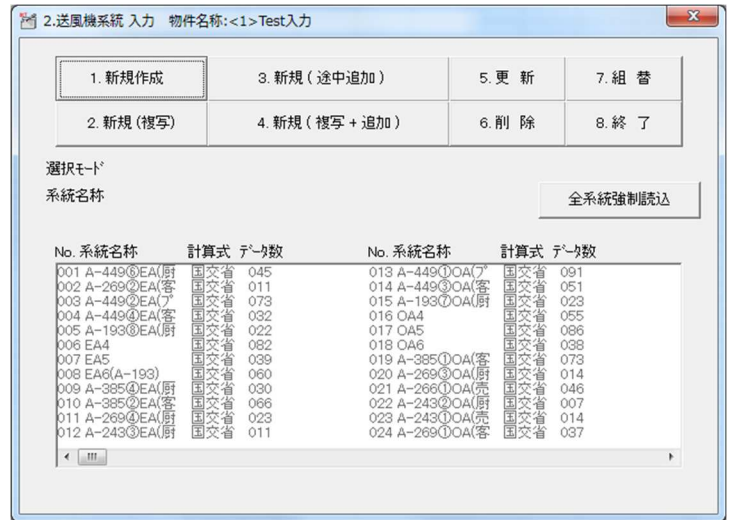 2.送風機系統 入力 物件名称:<1>Test入力
1. 新規作成 3. 新規 ( 途中追加 ) 5. 更 新 7. 組 替
2. 新規 (複写) 4. 新規 ( 複写 + 追加 ) 6. 削 除 8. 終 了
選択ﾓｰﾄﾞ
系統名称
全系統強制読込
No. 系統名称 計算式 ﾃﾞｰﾀ数 No. 系統名称 計算式 ﾃﾞｰﾀ数
001 A-449⑥EA(厨 国交省 045 013 A-449①OA(ﾌﾟ 国交省 091
002 A-269②EA(客 国交省 011 014 A-449③OA(客 国交省 051
003 A-449②EA(ﾌﾟ 国交省 073 015 A-193⑦OA(厨 国交省 023
004 A-449④EA(客 国交省 032 016 OA4 国交省 055
005 A-193⑧EA(厨 国交省 022 017 OA5 国交省 086
006 EA4 国交省 082 018 OA6 国交省 038
007 EA5 国交省 039 019 A-385①OA(客 国交省 073
008 EA6(A-193) 国交省 060 020 A-269③OA(厨 国交省 014
009 A-385④EA(厨 国交省 030 021 A-266①OA(売 国交省 046
010 A-385②EA(客 国交省 066 022 A-243②OA(厨 国交省 007
011 A-269④EA(厨 国交省 023 023 A-243①OA(売 国交省 014
012 A-243③EA(厨 国交省 011 024 A-269①OA(客 国交省 037